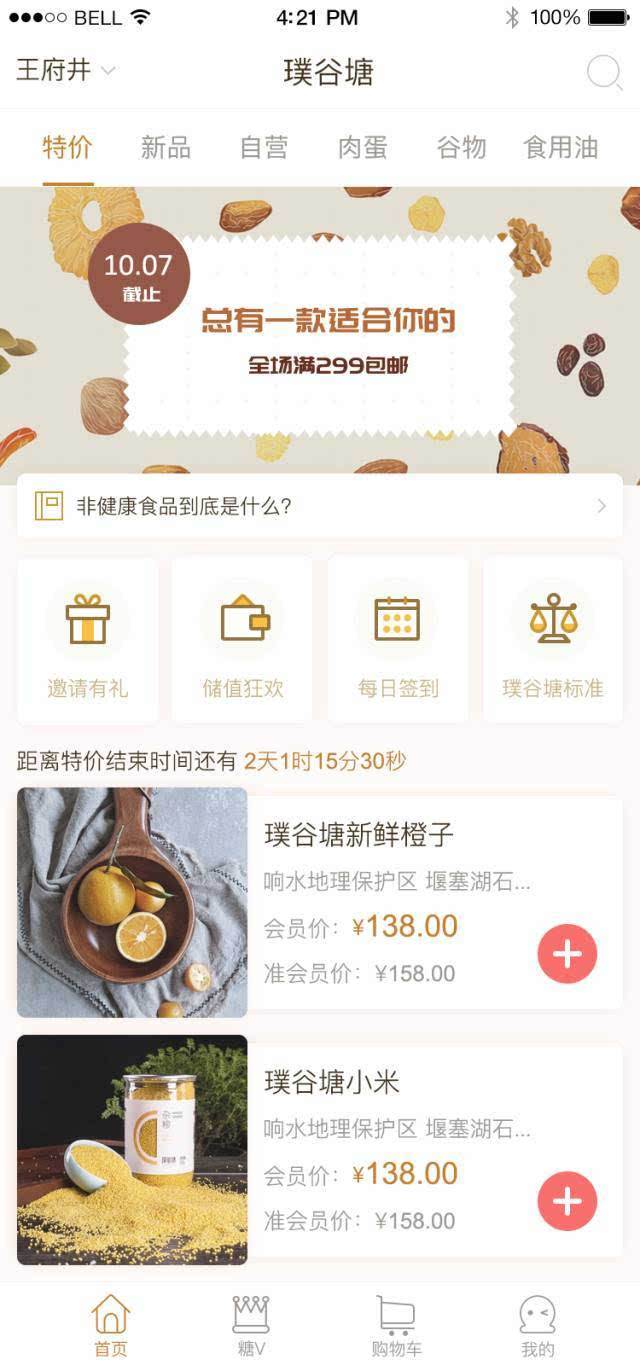 BELL 4:21 PM 100%
王府井 璞谷塘
特价 新品 自营 肉蛋 谷物 食用油
10.07
截止
总有一款适合你的
全场满299包邮
非健康食品到底是什么?
邀请有礼 储值狂欢 每日签到 璞谷塘标准
距离特价结束时间还有 2天1时15分30秒
璞谷塘新鲜橙子
响水地理保护区 堰塞湖石...
会员价: ¥138.00
准会员价: ¥158.00
璞谷塘小米
响水地理保护区 堰塞湖石...
会员价: ¥138.00
准会员价: ¥158.00
首页 糖V 购物车 我的